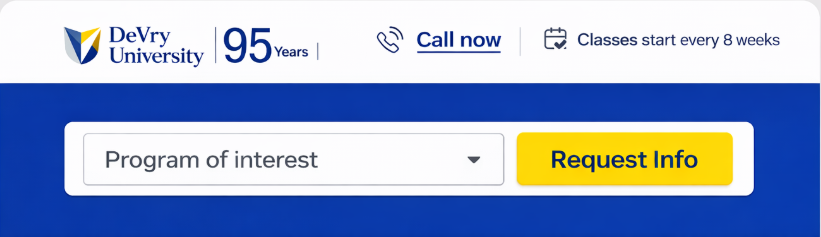 DeVry
University
95 Years
Call now
Classes start every 8 weeks
Program of interest
Request Info